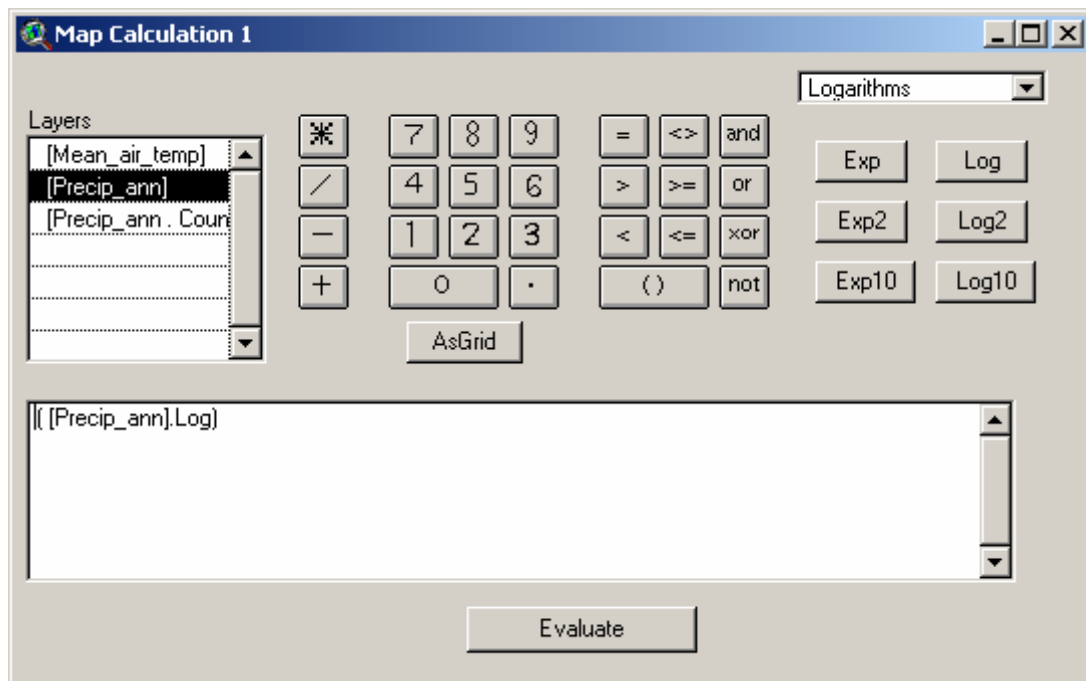 Map Calculation 1
Logarithms
Layers
[Mean_air_temp]
[Precip_ann]
[Precip_ann . Coun
* 7 8 9 = <> and
/ 4 5 6 > >= or
- 1 2 3 < <= xor
+ 0 . () not
AsGrid
Exp Log
Exp2 Log2
Exp10 Log10
( [Precip_ann].Log)
Evaluate